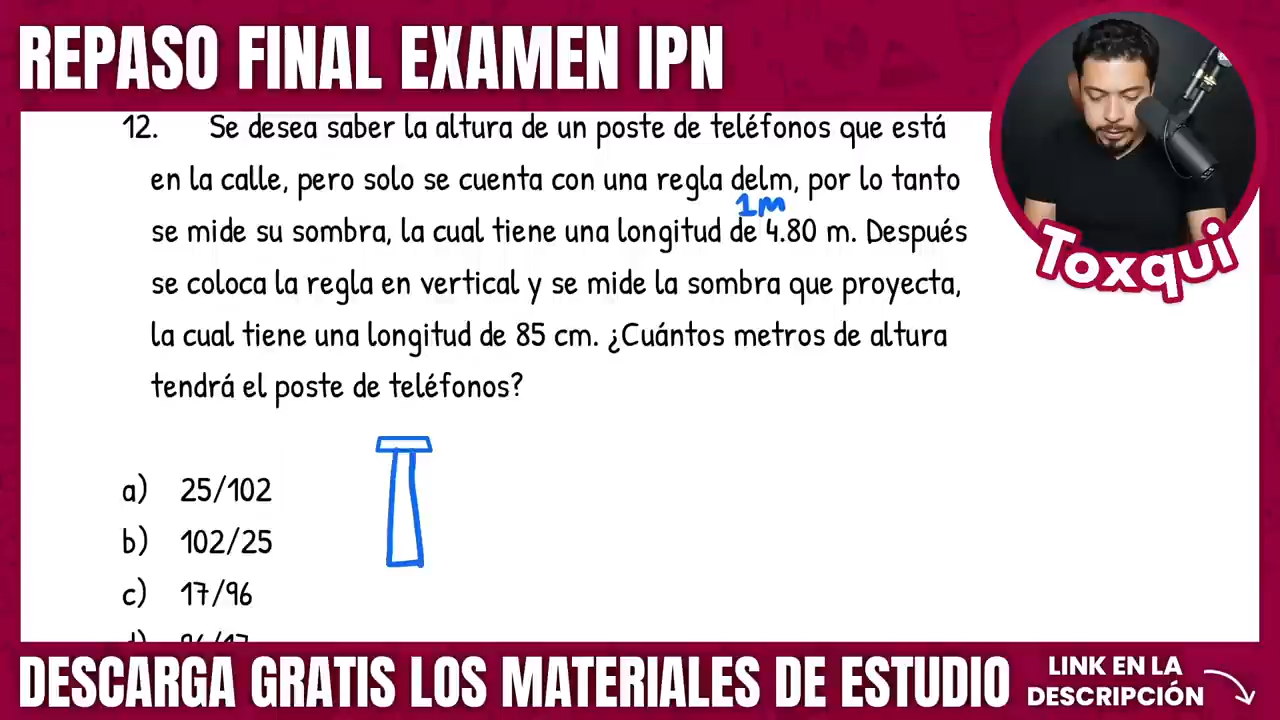 REPASO FINAL EXAMEN IPN
12. Se desea saber la altura de un poste de teléfonos que está
en la calle, pero solo se cuenta con una regla delm, por lo tanto
1m
se mide su sombra, la cual tiene una longitud de 4.80 m. Después
se coloca la regla en vertical y se mide la sombra que proyecta,
la cual tiene una longitud de 85 cm. ¿Cuántos metros de altura
tendrá el poste de teléfonos?
a) 25/102
b) 102/25
c) 17/96
d) 96/17
Toxqui
DESCARGA GRATIS LOS MATERIALES DE ESTUDIO
LINK EN LA
DESCRIPCIÓN